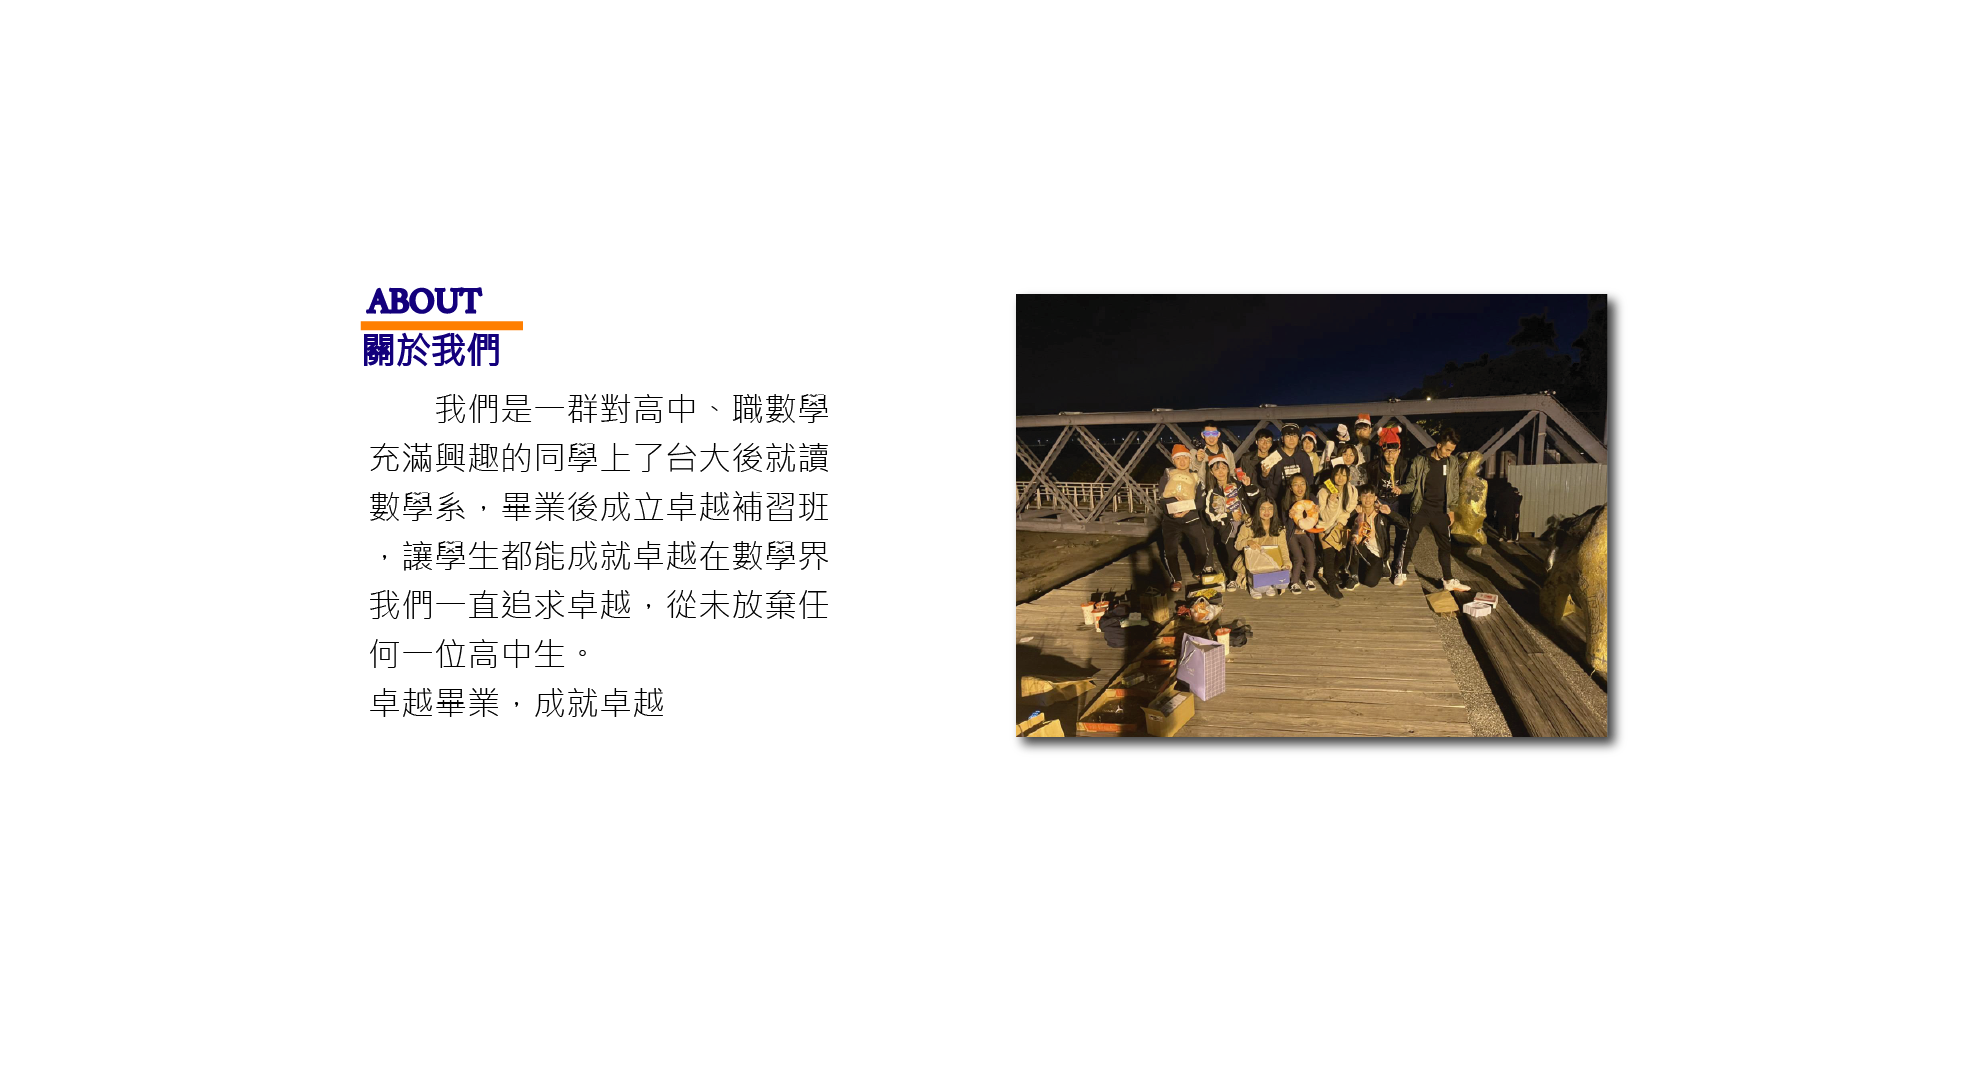 ABOUT
關於我們
我們是一群對高中、職數學
充滿興趣的同學上了台大後就讀
數學系，畢業後成立卓越補習班
，讓學生都能成就卓越在數學界
我們一直追求卓越，從未放棄任
何一位高中生。
卓越畢業，成就卓越